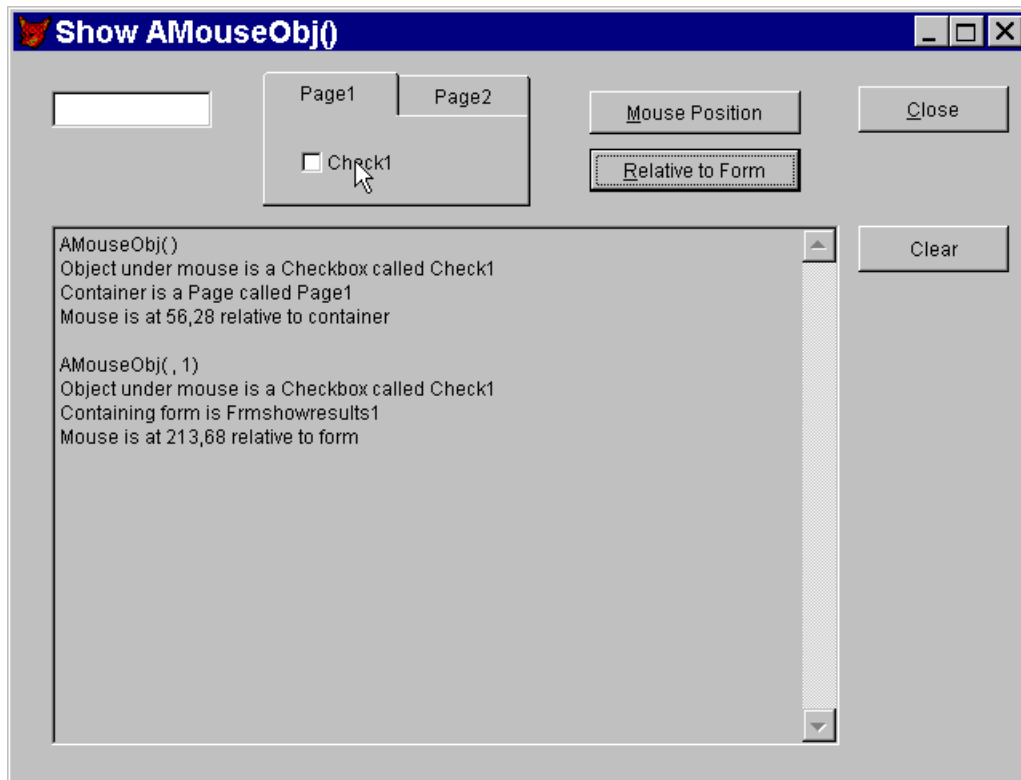 Show AMouseObj()
Page1
Page2
Mouse Position
Close
Check1
Relative to Form
Clear
AMouseObj()
Object under mouse is a Checkbox called Check1
Container is a Page called Page1
Mouse is at 56,28 relative to container
AMouseObj( , 1)
Object under mouse is a Checkbox called Check1
Containing form is Frmshowresults1
Mouse is at 213,68 relative to form